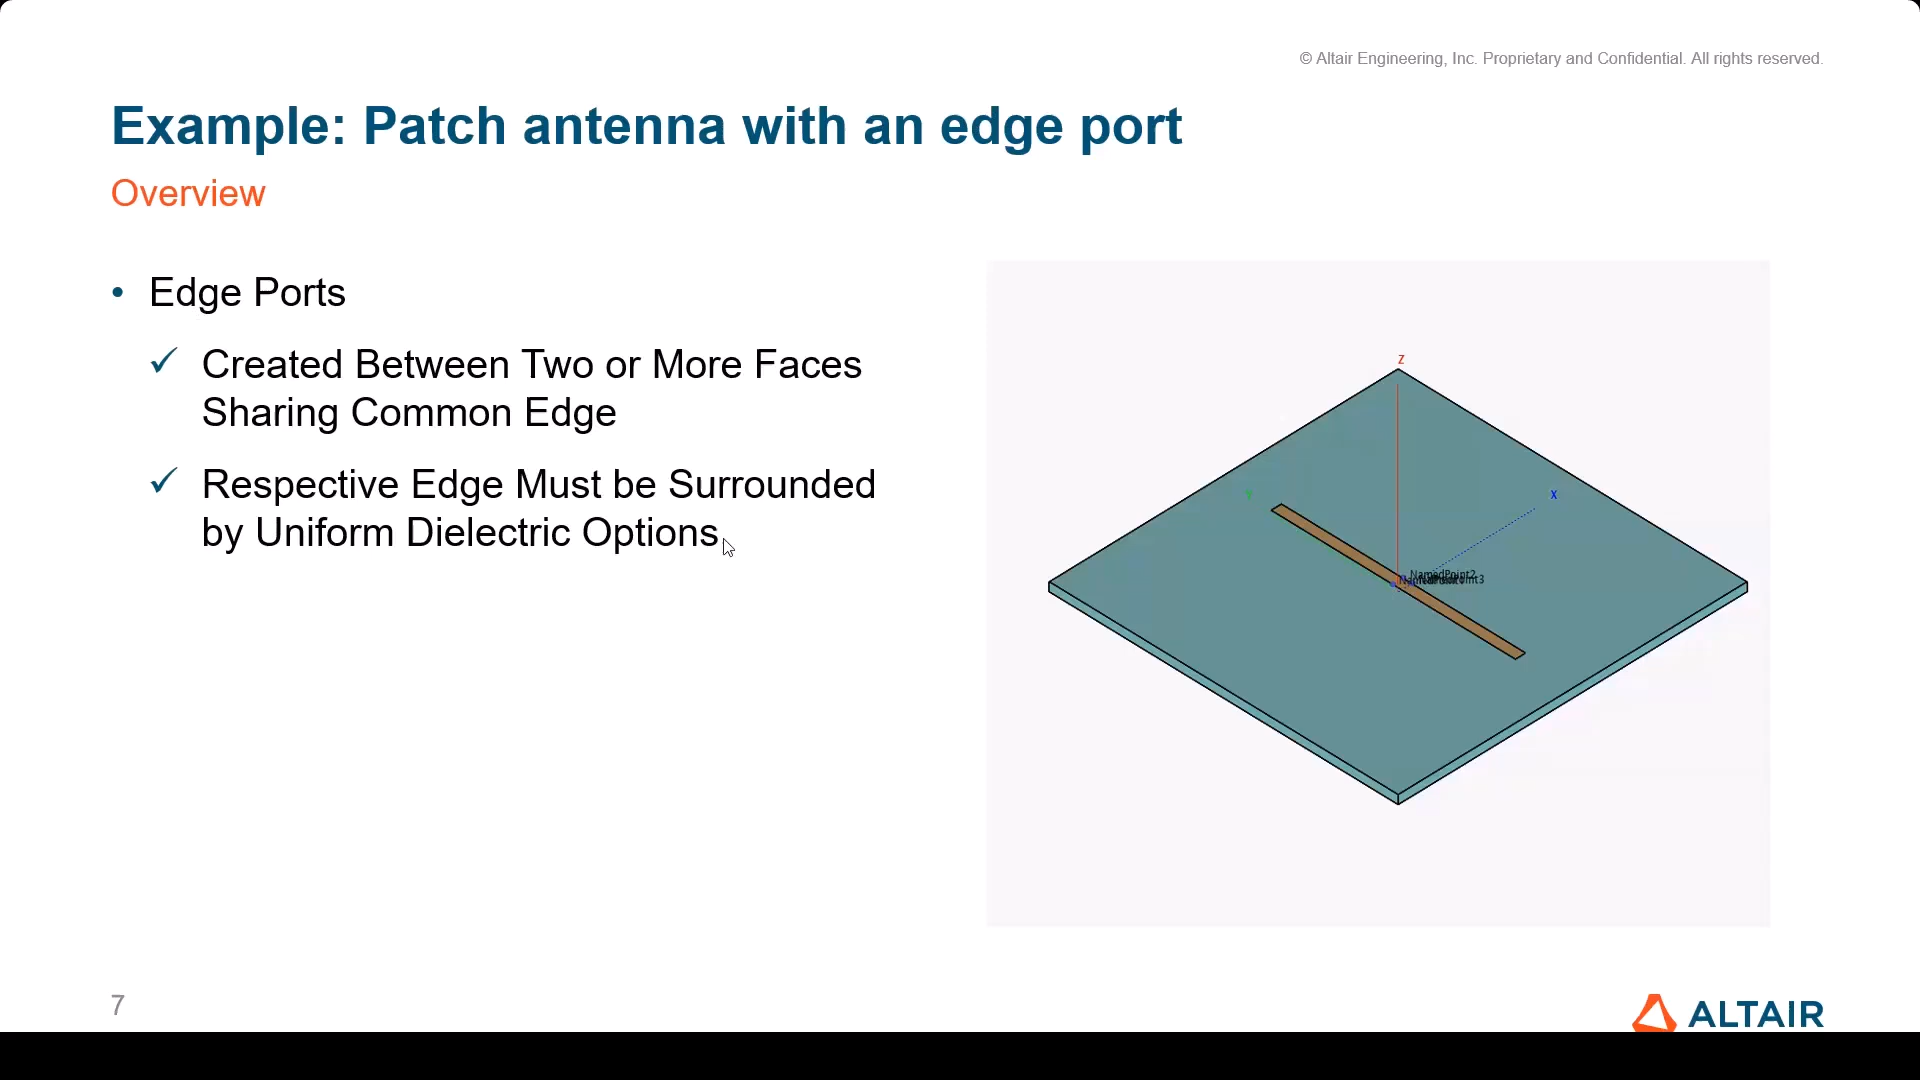 © Altair Engineering, Inc. Proprietary and Confidential. All rights reserved.
Example: Patch antenna with an edge port
Overview
• Edge Ports
✓ Created Between Two or More Faces
Sharing Common Edge
✓ Respective Edge Must be Surrounded
by Uniform Dielectric Options
Z
Y
X
NamedPoint2
7
ALTAIR